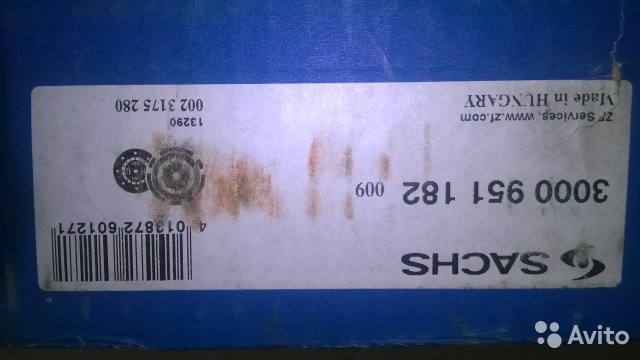 SACHS
3000 951 182
009
ZF Services, www.zf.com
Made in HUNGARY
4 013872 601271
13290
002 3175 280
Avito